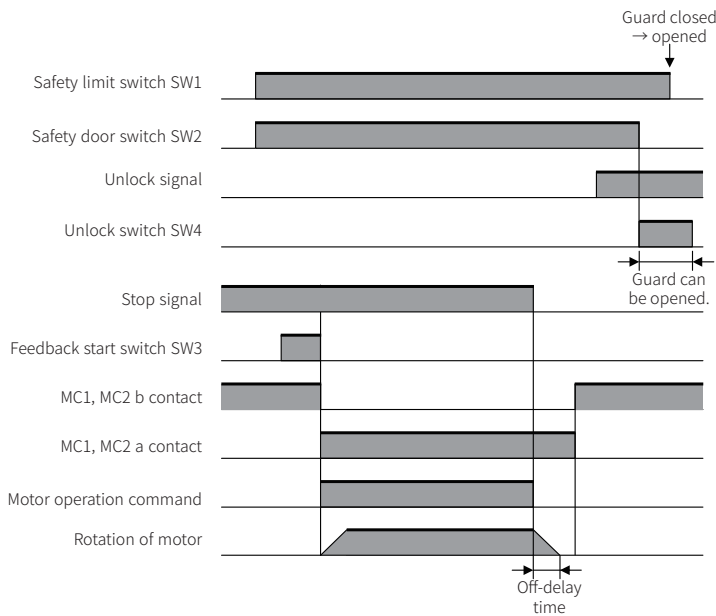 Guard closed
→ opened
Safety limit switch SW1
Safety door switch SW2
Unlock signal
Unlock switch SW4
Guard can
be opened.
Stop signal
Feedback start switch SW3
MC1, MC2 b contact
MC1, MC2 a contact
Motor operation command
Rotation of motor
Off-delay
time